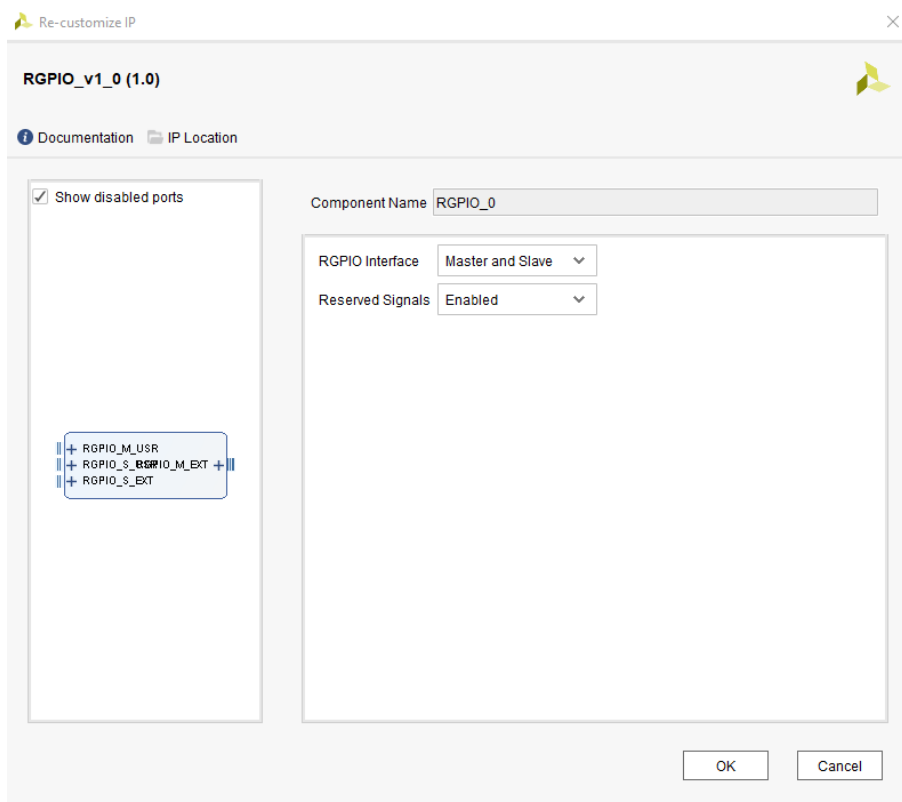 Re-customize IP
RGPIO_v1_0 (1.0)
Documentation IP Location
Show disabled ports
Component Name RGPIO_0
RGPIO Interface Master and Slave
Reserved Signals Enabled
RGPIO_M_USR
RGPIO_S_ RGPIO_M_EXT
RGPIO_S_EXT
OK Cancel